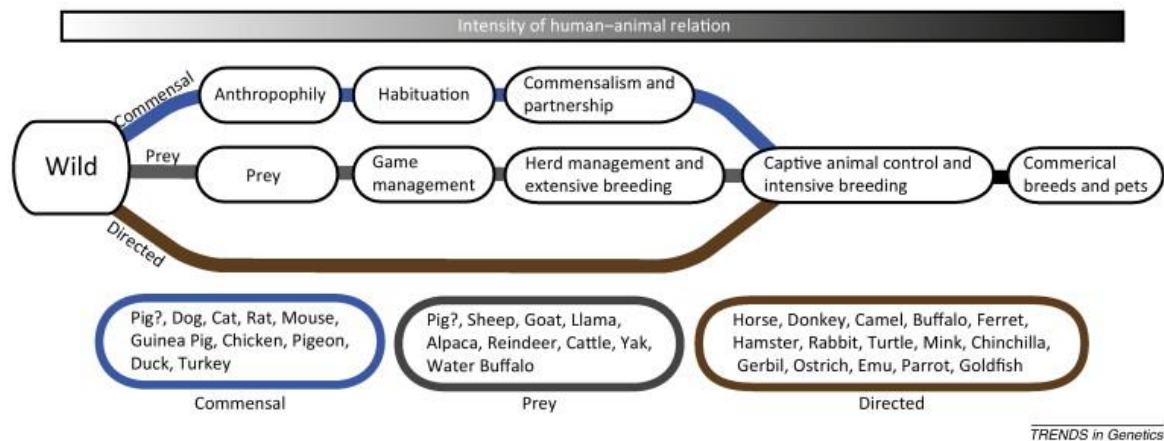 Intensity of human–animal relation
Commensal
Anthropophily
Habituation
Commensalism and
partnership
Wild
Prey
Prey
Game
management
Herd management and
extensive breeding
Captive animal control and
intensive breeding
Commerical
breeds and pets
Directed
Pig?, Dog, Cat, Rat, Mouse,
Guinea Pig, Chicken, Pigeon,
Duck, Turkey
Commensal
Pig?, Sheep, Goat, Llama,
Alpaca, Reindeer, Cattle, Yak,
Water Buffalo
Prey
Horse, Donkey, Camel, Buffalo, Ferret,
Hamster, Rabbit, Turtle, Mink, Chinchilla,
Gerbil, Ostrich, Emu, Parrot, Goldfish
Directed
TRENDS in Genetics